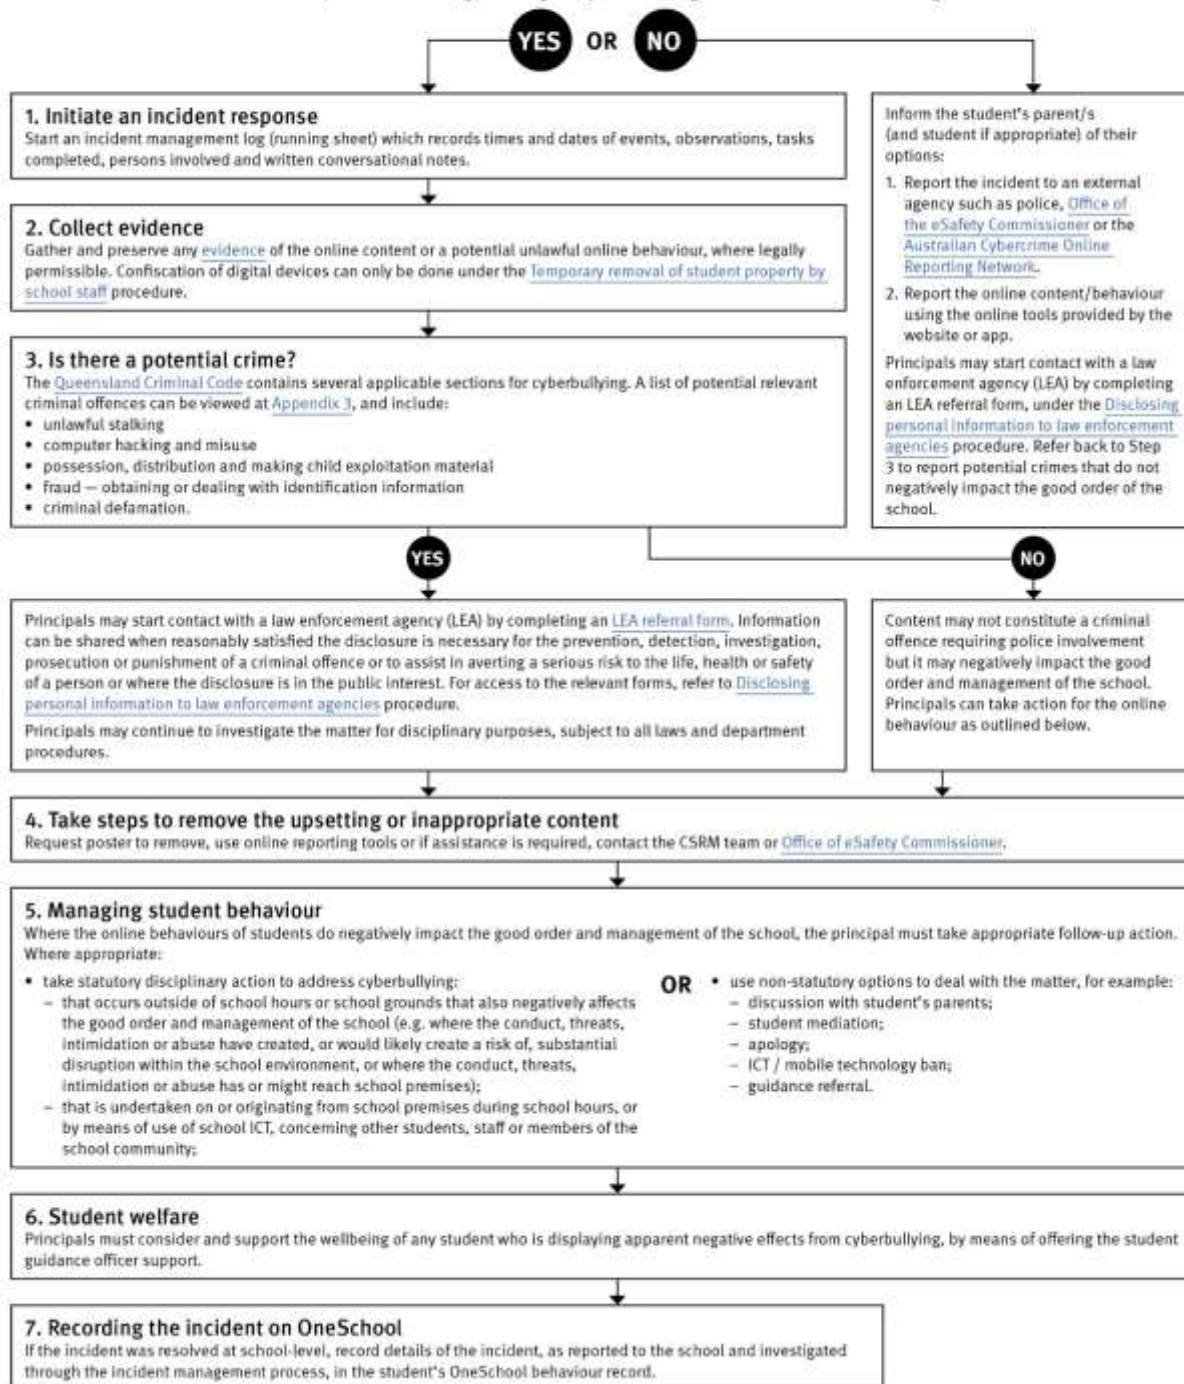 YES OR NO
1. Initiate an incident response
Start an incident management log (running sheet) which records times and dates of events, observations, tasks
completed, persons involved and written conversational notes.
2. Collect evidence
Gather and preserve any evidence of the online content or a potential unlawful online behaviour, where legally
permissible. Confiscation of digital devices can only be done under the Temporary removal of student property by
school staff procedure.
3. Is there a potential crime?
The Queensland Criminal Code contains several applicable sections for cyberbullying. A list of potential relevant
criminal offences can be viewed at Appendix 3, and include:
• unlawful stalking
• computer hacking and misuse
• possession, distribution and making child exploitation material
• fraud — obtaining or dealing with identification information
• criminal defamation.
Inform the student's parent/s
(and student if appropriate) of their
options:
1. Report the incident to an external
agency such as police, Office of
the eSafety Commissioner or the
Australian Cybercrime Online
Reporting Network.
2. Report the online content/behaviour
using the online tools provided by the
website or app.
Principals may start contact with a law
enforcement agency (LEA) by completing
an LEA referral form, under the Disclosing
personal information to law enforcement
agencies procedure. Refer back to Step
3 to report potential crimes that do not
negatively impact the good order of the
school.
YES
NO
Principals may start contact with a law enforcement agency (LEA) by completing an LEA referral form. Information
can be shared when reasonably satisfied the disclosure is necessary for the prevention, detection, investigation,
prosecution or punishment of a criminal offence or to assist in averting a serious risk to the life, health or safety
of a person or where the disclosure is in the public interest. For access to the relevant forms, refer to Disclosing
personal information to law enforcement agencies procedure.
Principals may continue to investigate the matter for disciplinary purposes, subject to all laws and department
procedures.
Content may not constitute a criminal
offence requiring police involvement
but it may negatively impact the good
order and management of the school.
Principals can take action for the online
behaviour as outlined below.
4. Take steps to remove the upsetting or inappropriate content
Request poster to remove, use online reporting tools or if assistance is required, contact the CSRM team or Office of eSafety Commissioner.
5. Managing student behaviour
Where the online behaviours of students do negatively impact the good order and management of the school, the principal must take appropriate follow-up action.
Where appropriate:
• take statutory disciplinary action to address cyberbullying:
– that occurs outside of school hours or school grounds that also negatively affects
the good order and management of the school (e.g. where the conduct, threats,
intimidation or abuse have created, or would likely create a risk of, substantial
disruption within the school environment, or where the conduct, threats,
intimidation or abuse has or might reach school premises);
– that is undertaken on or originating from school premises during school hours, or
by means of use of school ICT, concerning other students, staff or members of the
school community;
OR
• use non-statutory options to deal with the matter, for example:
– discussion with student's parents;
– student mediation;
– apology;
– ICT / mobile technology ban;
– guidance referral.
6. Student welfare
Principals must consider and support the wellbeing of any student who is displaying apparent negative effects from cyberbullying, by means of offering the student
guidance officer support.
7. Recording the incident on OneSchool
If the incident was resolved at school-level, record details of the incident, as reported to the school and investigated
through the incident management process, in the student's OneSchool behaviour record.